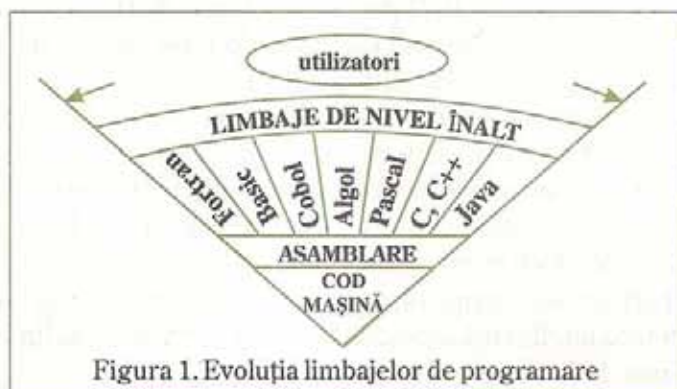 utilizatori
LIMBAJE DE NIVEL ÎNALT
Fortran
Basic
Cobol
Algol
Pascal
C, C++
Java
ASAMBLARE
COD
MAȘINĂ
Figura 1. Evoluția limbajelor de programare